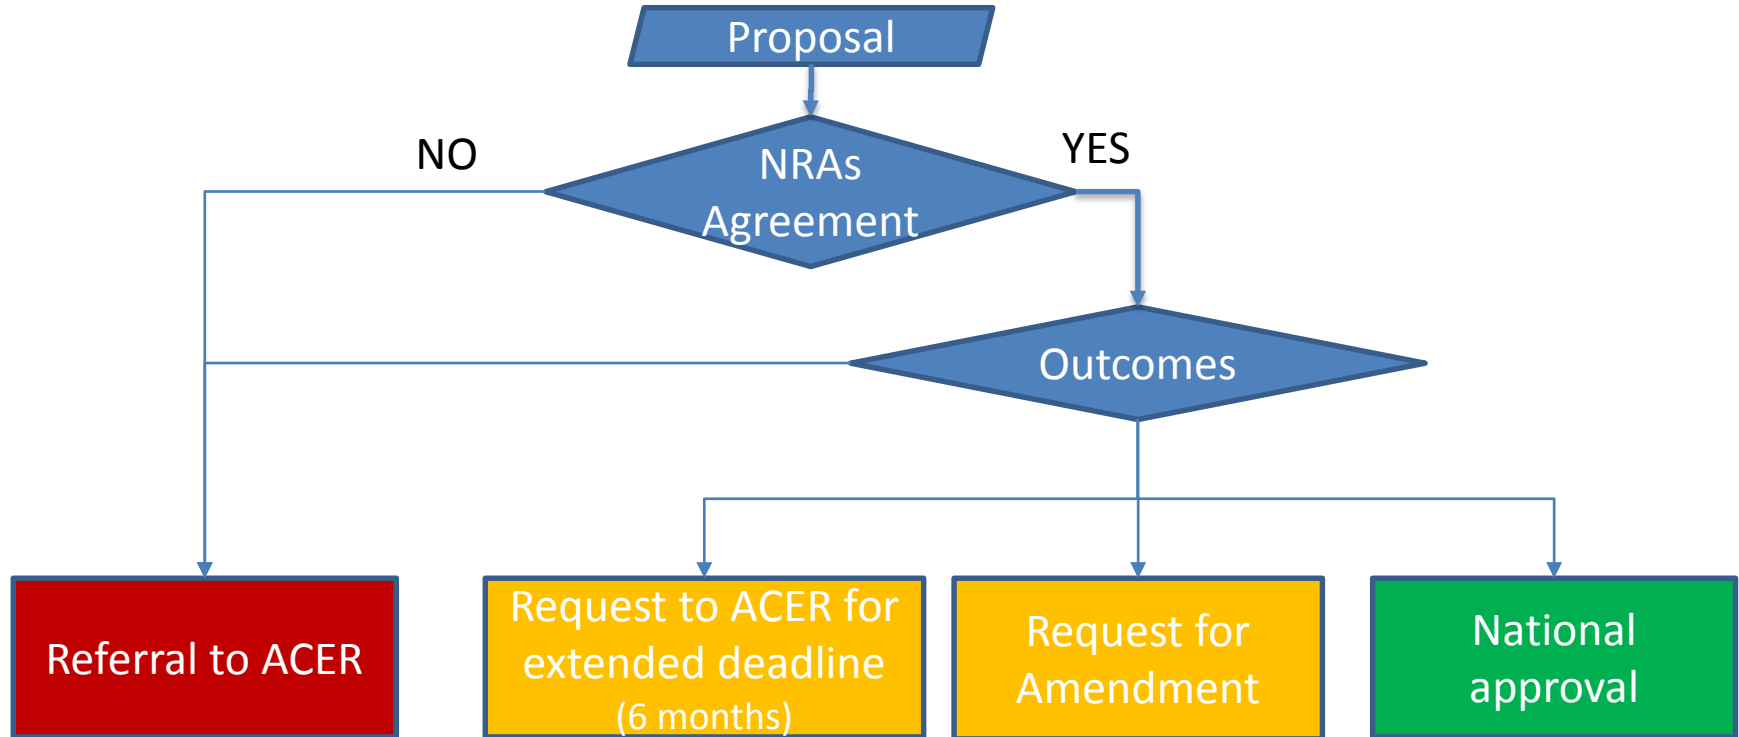 Proposal
NO
YES
NRAs
Agreement
Outcomes
Referral to ACER
Request to ACER for
extended deadline
(6 months)
Request for
Amendment
National
approval